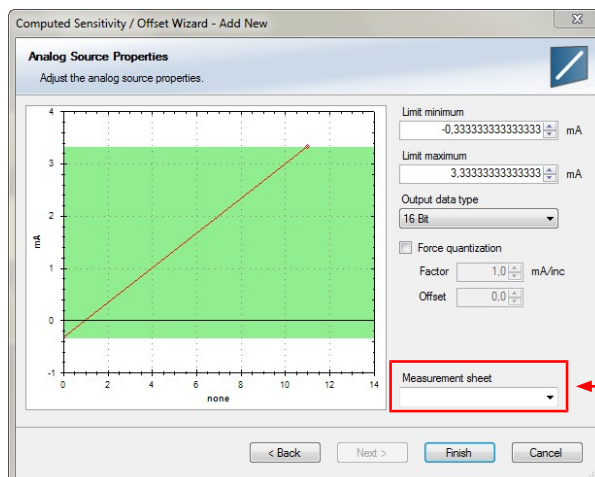 Computed Sensitivity / Offset Wizard - Add New
Analog Source Properties
Adjust the analog source properties.
4
3
2
1
0
-1
mA
0 2 4 6 8 10 12 14
none
Limit minimum
-0,333333333333333 mA
Limit maximum
3,33333333333333 mA
Output data type
16 Bit
Force quantization
Factor 1,0 mA/inc
Offset 0,0
Measurement sheet
< Back Next > Finish Cancel